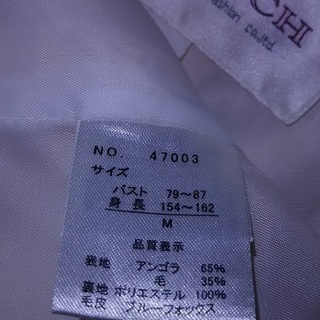 CH
fashion co.ltd.
NO. 47003
サイズ
バスト 79~87
身長 154~162
M
品質表示
表地 アンゴラ 65%
毛 35%
裏地 ポリエステル 100%
毛皮 ブルーフォックス